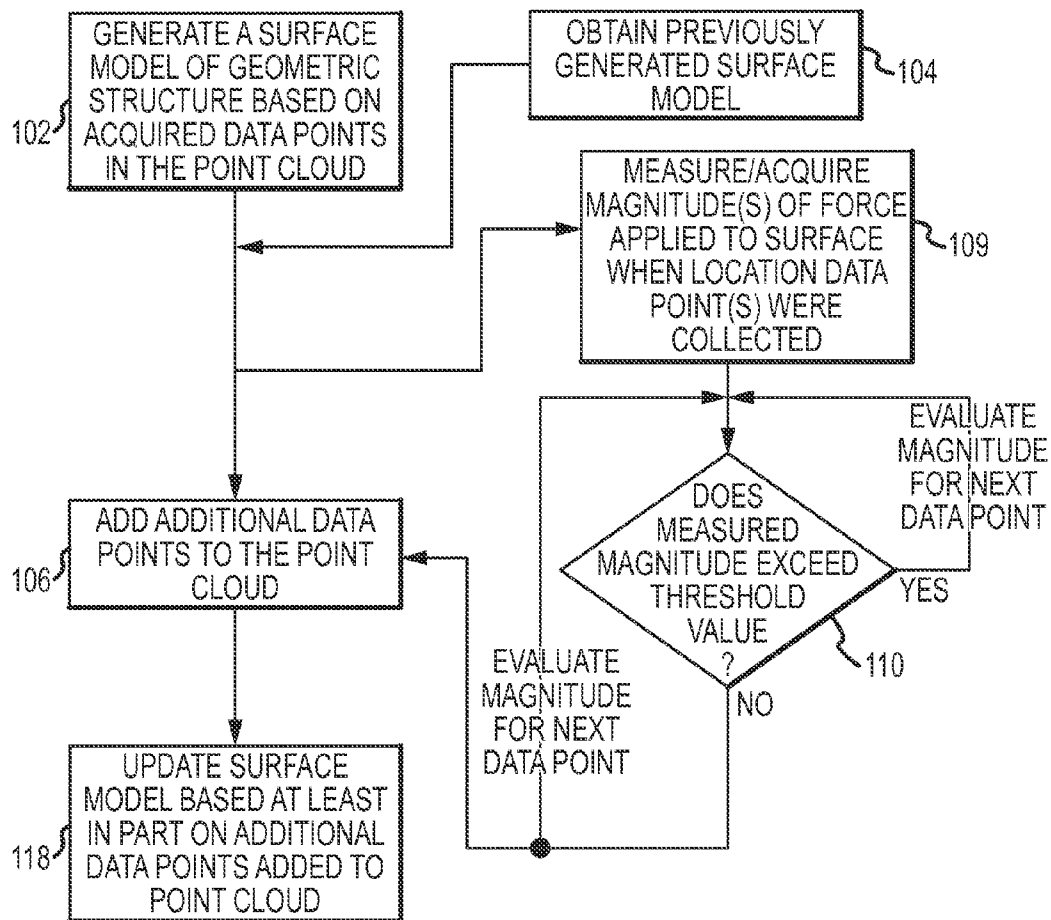 GENERATE A SURFACE
MODEL OF GEOMETRIC
STRUCTURE BASED ON
ACQUIRED DATA POINTS
IN THE POINT CLOUD
102
OBTAIN PREVIOUSLY
GENERATED SURFACE
MODEL
104
MEASURE/ACQUIRE
MAGNITUDE(S) OF FORCE
APPLIED TO SURFACE
WHEN LOCATION DATA
POINT(S) WERE
COLLECTED
109
EVALUATE
MAGNITUDE
FOR NEXT
DATA POINT
DOES
MEASURED
MAGNITUDE EXCEED
THRESHOLD
VALUE
?
YES
110
NO
ADD ADDITIONAL DATA
POINTS TO THE POINT
CLOUD
106
EVALUATE
MAGNITUDE
FOR NEXT
DATA POINT
UPDATE SURFACE
MODEL BASED AT LEAST
IN PART ON ADDITIONAL
DATA POINTS ADDED TO
POINT CLOUD
118